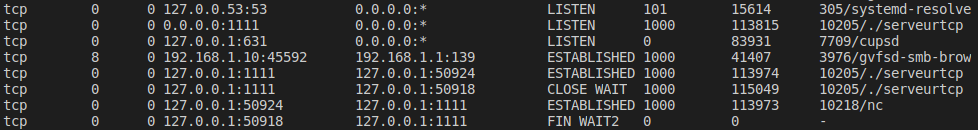 tcp 0 0 127.0.0.53:53 0.0.0.0:* LISTEN 101 15614 305/systemd-resolve
tcp 0 0 0.0.0.0:1111 0.0.0.0:* LISTEN 1000 113815 10205/./serveurtcp
tcp 0 0 127.0.0.1:631 0.0.0.0:* LISTEN 0 83931 7709/cupsd
tcp 8 0 192.168.1.10:45592 192.168.1.1:139 ESTABLISHED 1000 41407 3976/gvfsd-smb-brow
tcp 0 0 127.0.0.1:1111 127.0.0.1:50924 ESTABLISHED 1000 113974 10205/./serveurtcp
tcp 0 0 127.0.0.1:1111 127.0.0.1:50918 CLOSE_WAIT 1000 115049 10205/./serveurtcp
tcp 0 0 127.0.0.1:50924 127.0.0.1:1111 ESTABLISHED 1000 113973 10218/nc
tcp 0 0 127.0.0.1:50918 127.0.0.1:1111 FIN_WAIT2 0 0 -